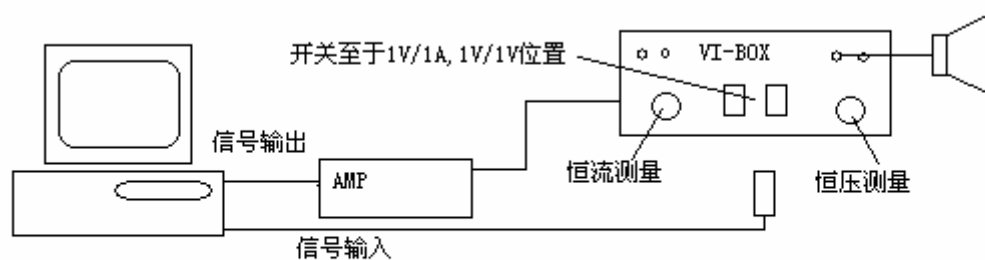 开关至于1V/1A,1V/1V位置
VI-BOX
信号输出
AMP
恒流测量
恒压测量
信号输入